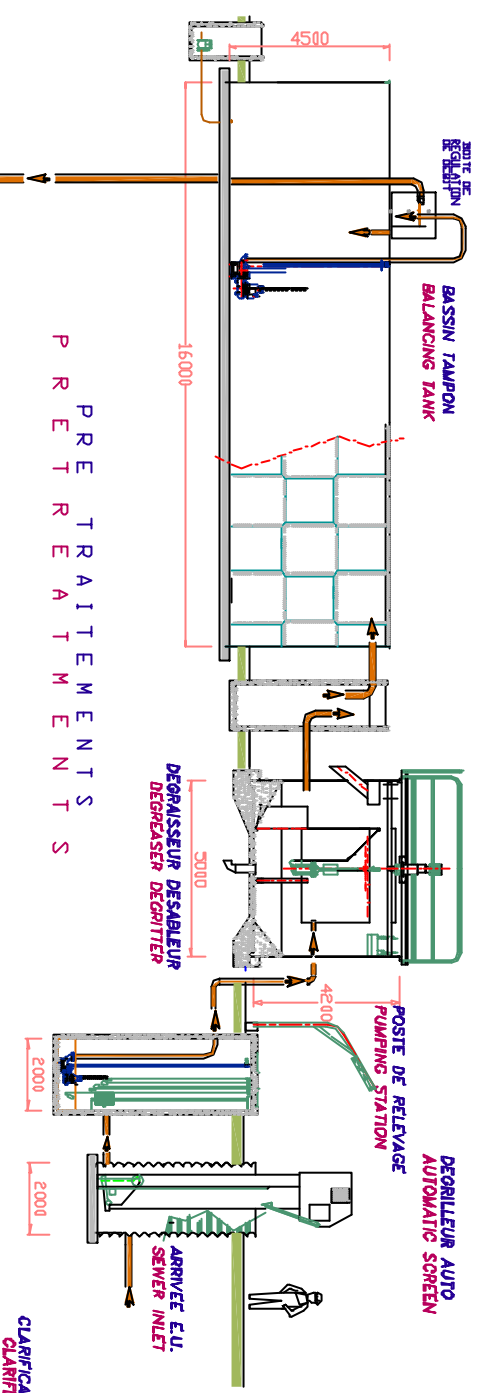 BOITE DE
REGULATION
DE DEBIT
BASSIN TAMPON
BALANCING TANK
4500
16000
PRE TRAITEMENTS
PRETREATMENTS
DEGRAISSEUR DESABLEUR
DEGREASER DEGRITTER
5000
4200
POSTE DE RELEVAGE
PUMPING STATION
2000
DEGRILLEUR AUTO
AUTOMATIC SCREEN
2000
ARRIVEE E.U.
SEWER INLET
CLARIFICA
CLARIFI